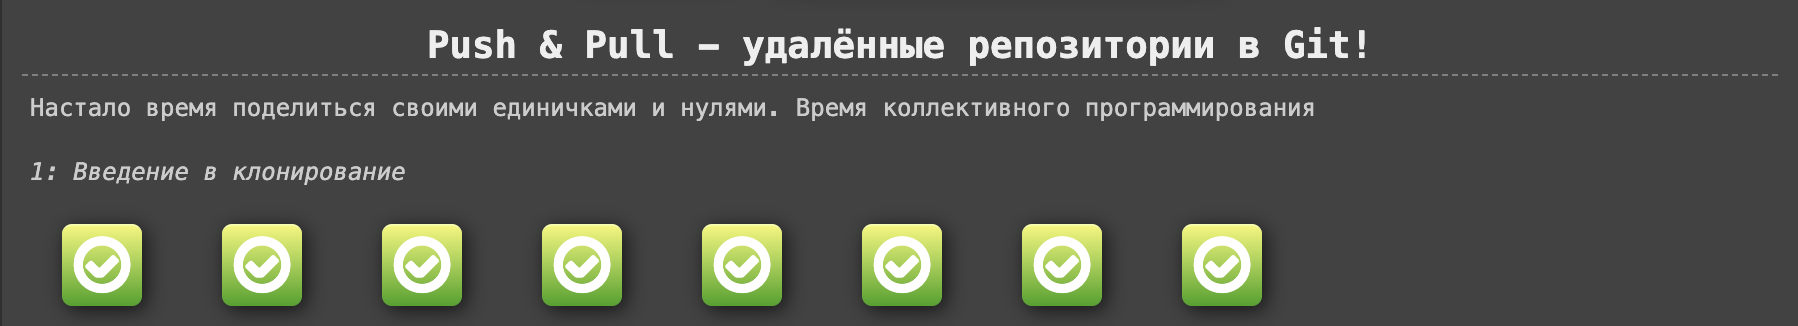 Push & Pull – удалённые репозитории в Git!
Настало время поделиться своими единичками и нулями. Время коллективного программирования
1: Введение в клонирование